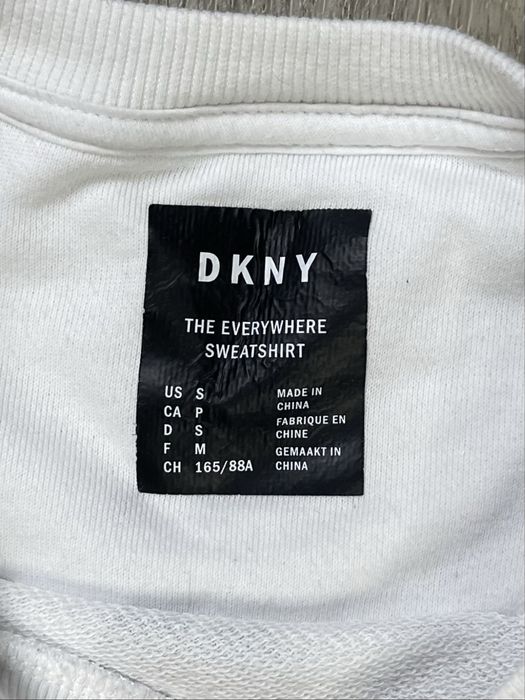 DKNY
THE EVERYWHERE
SWEATSHIRT
US S
CA P
D S
F M
CH 165/88A
MADE IN
CHINA
FABRIQUE EN
CHINE
GEMAAKT IN
CHINA